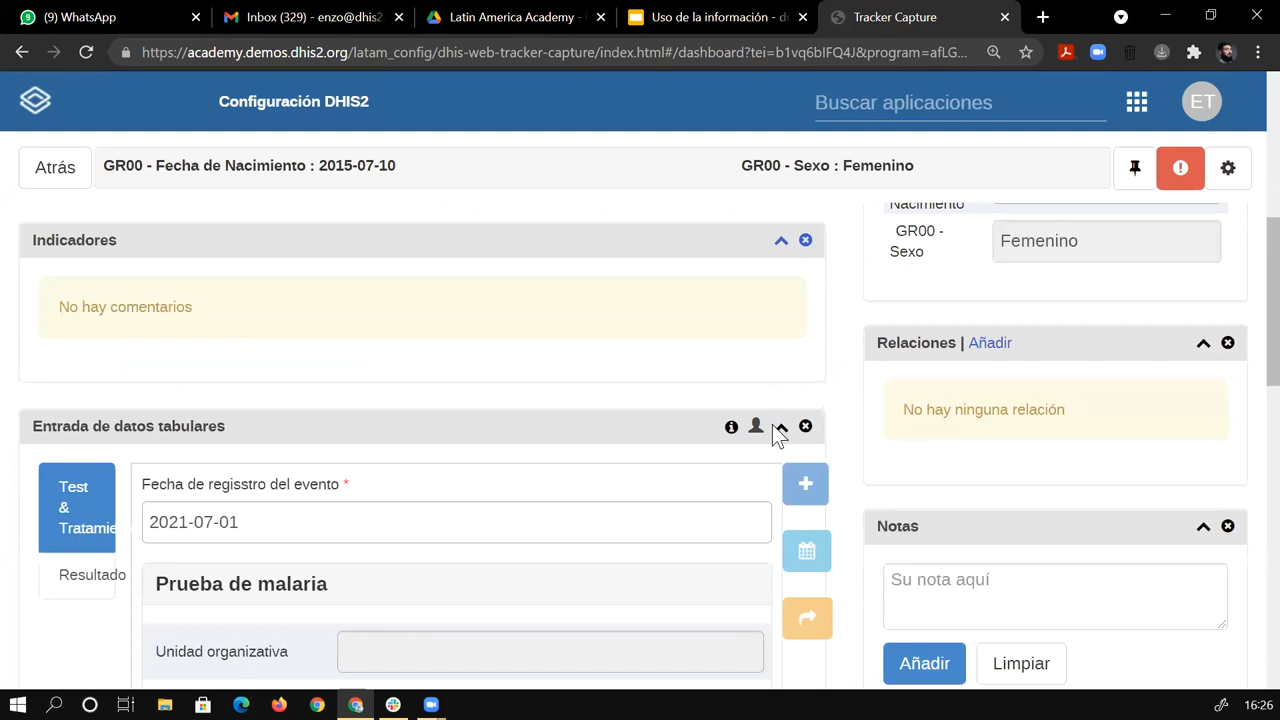 (9) WhatsApp
Inbox (329) - enzo@dhis2
Latin America Academy -
Uso de la información - di
Tracker Capture
https://academy.demos.dhis2.org/latam_config/dhis-web-tracker-capture/index.html#/dashboard?tei=b1vq6bIFQ4J&program=afLG...
Configuración DHIS2
Buscar aplicaciones
ET
Atrás
GR00 - Fecha de Nacimiento : 2015-07-10
GR00 - Sexo : Femenino
Nacimiento
GR00 -
Sexo
Femenino
Indicadores
No hay comentarios
Relaciones | Añadir
No hay ninguna relación
Entrada de datos tabulares
Test
&
Tratamie
Resultado
Fecha de regisstro del evento *
2021-07-01
Prueba de malaria
Unidad organizativa
Notas
Su nota aquí
Añadir
Limpiar
16:26